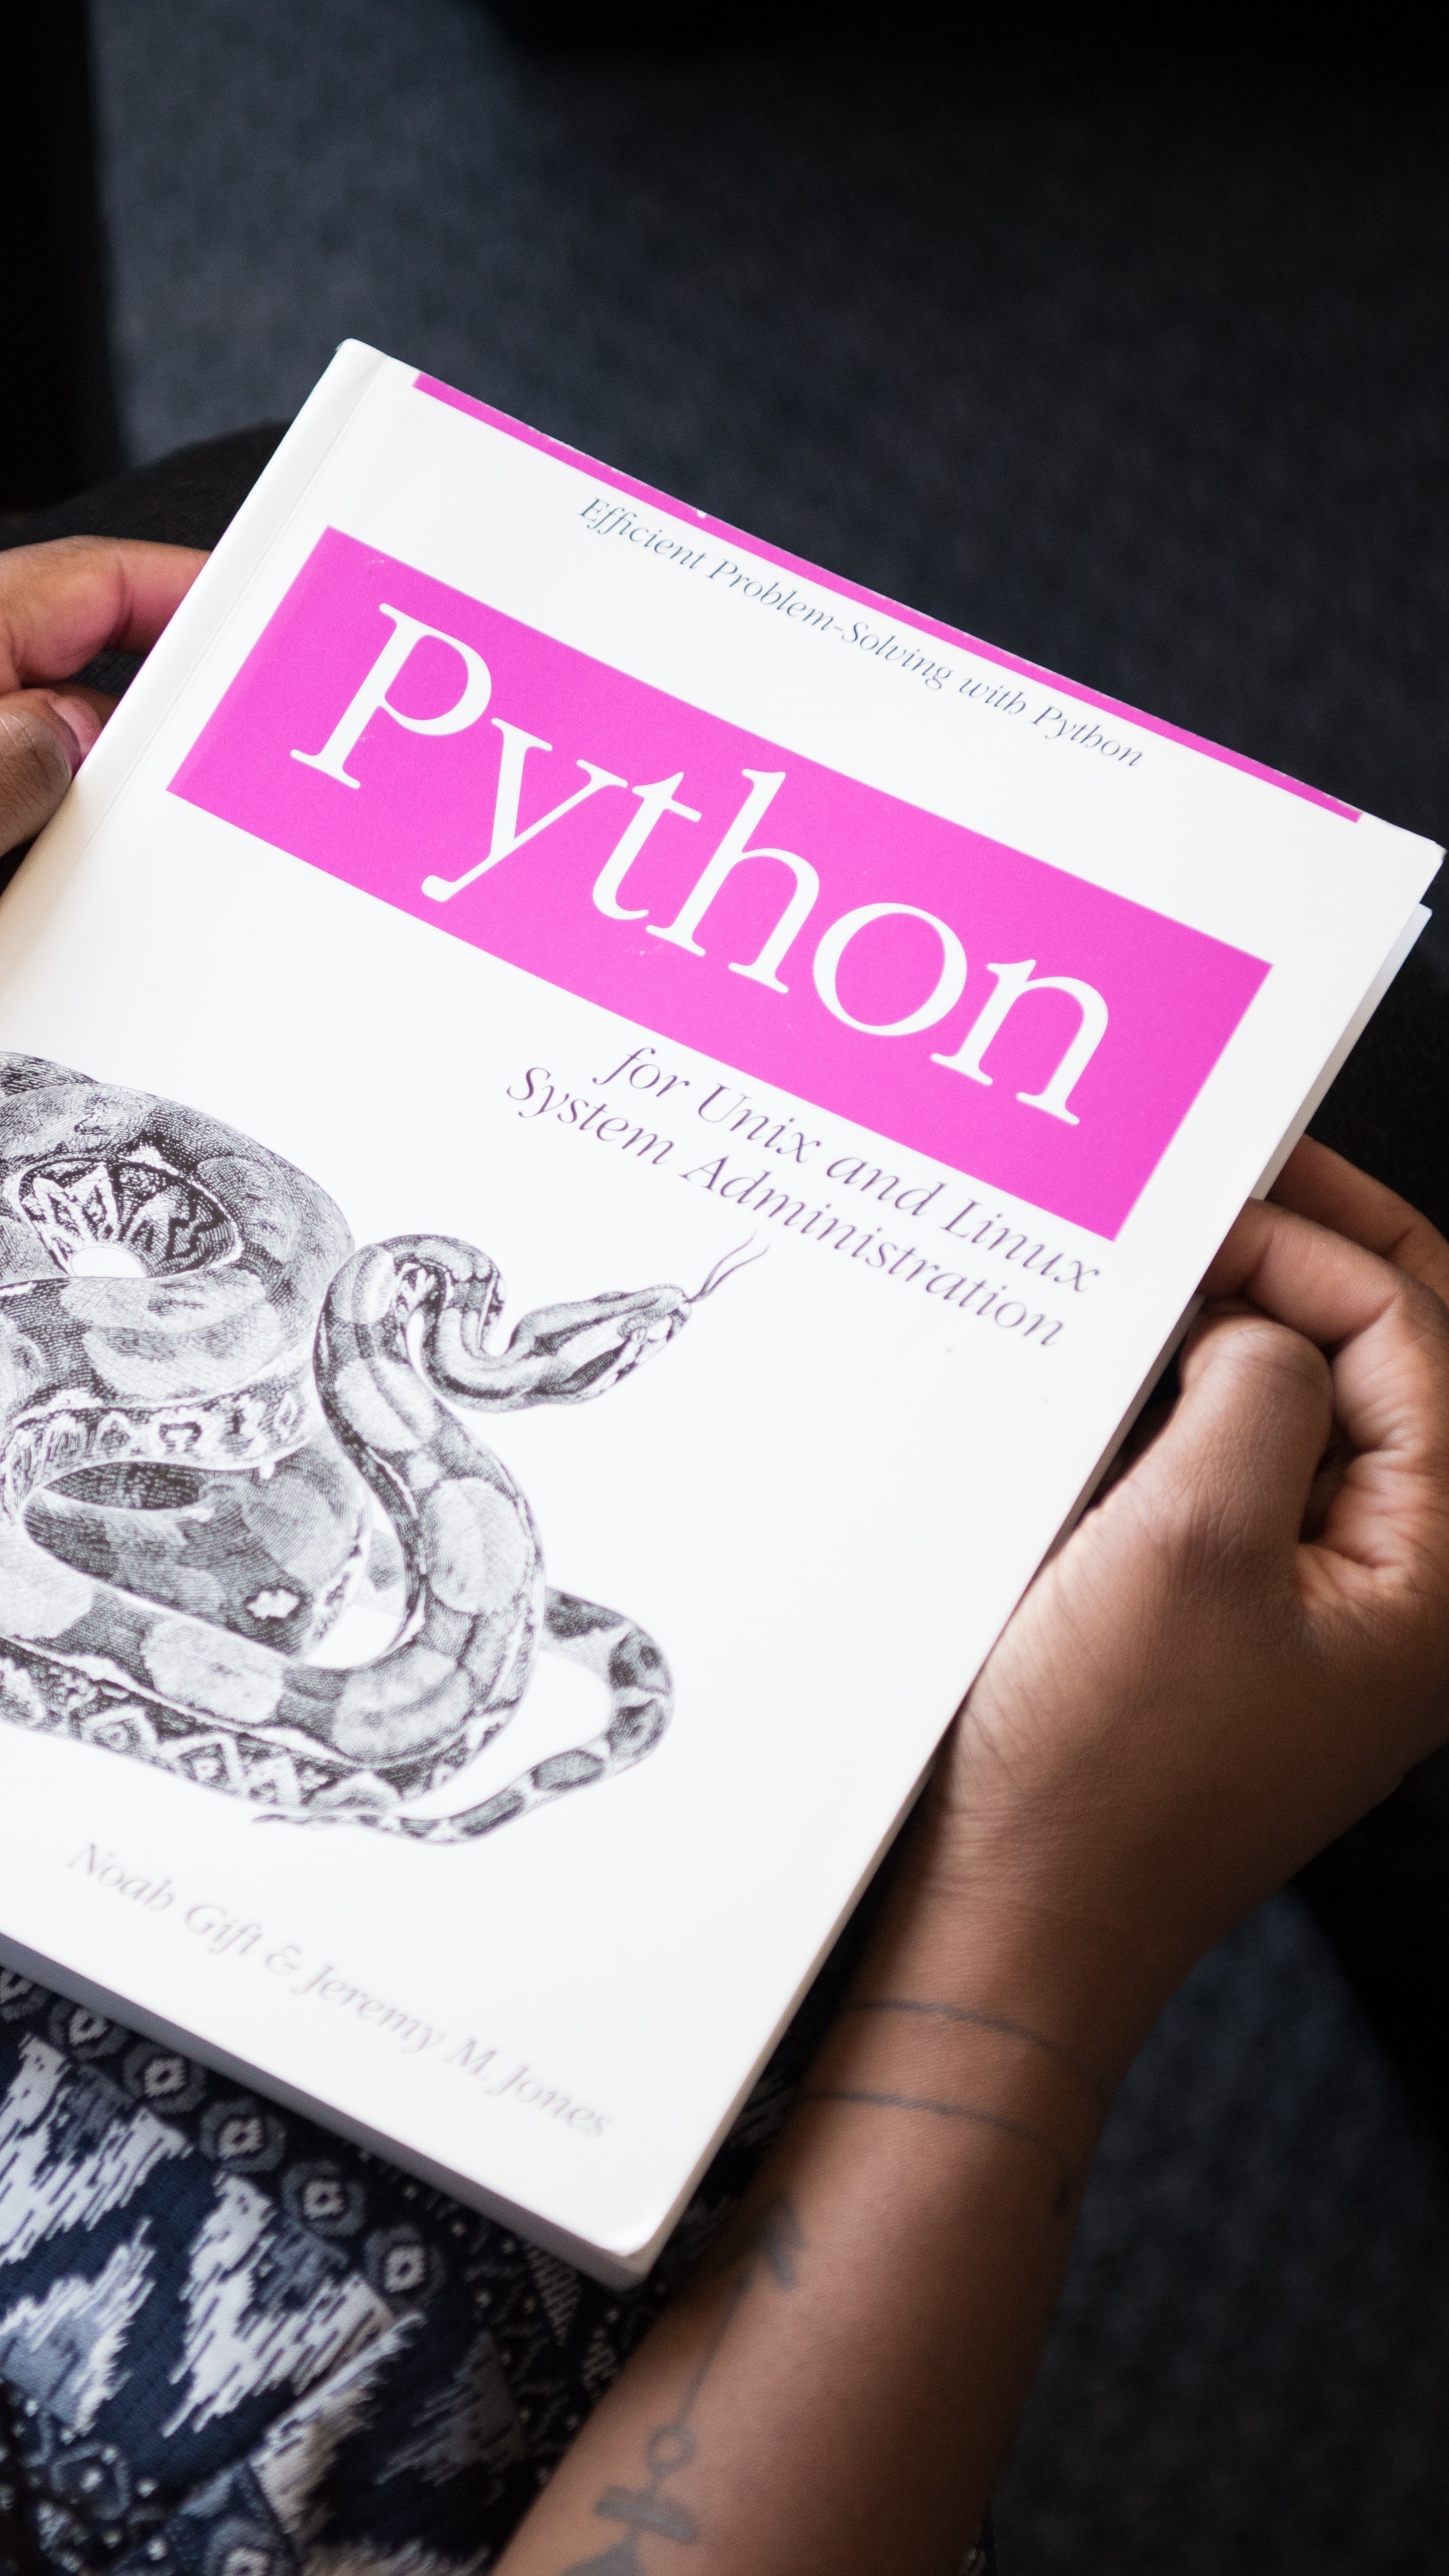 Efficient Problem-Solving with Python
Python
for Unix and Linux
System Administration
Noah Gift & Jeremy M. Jones